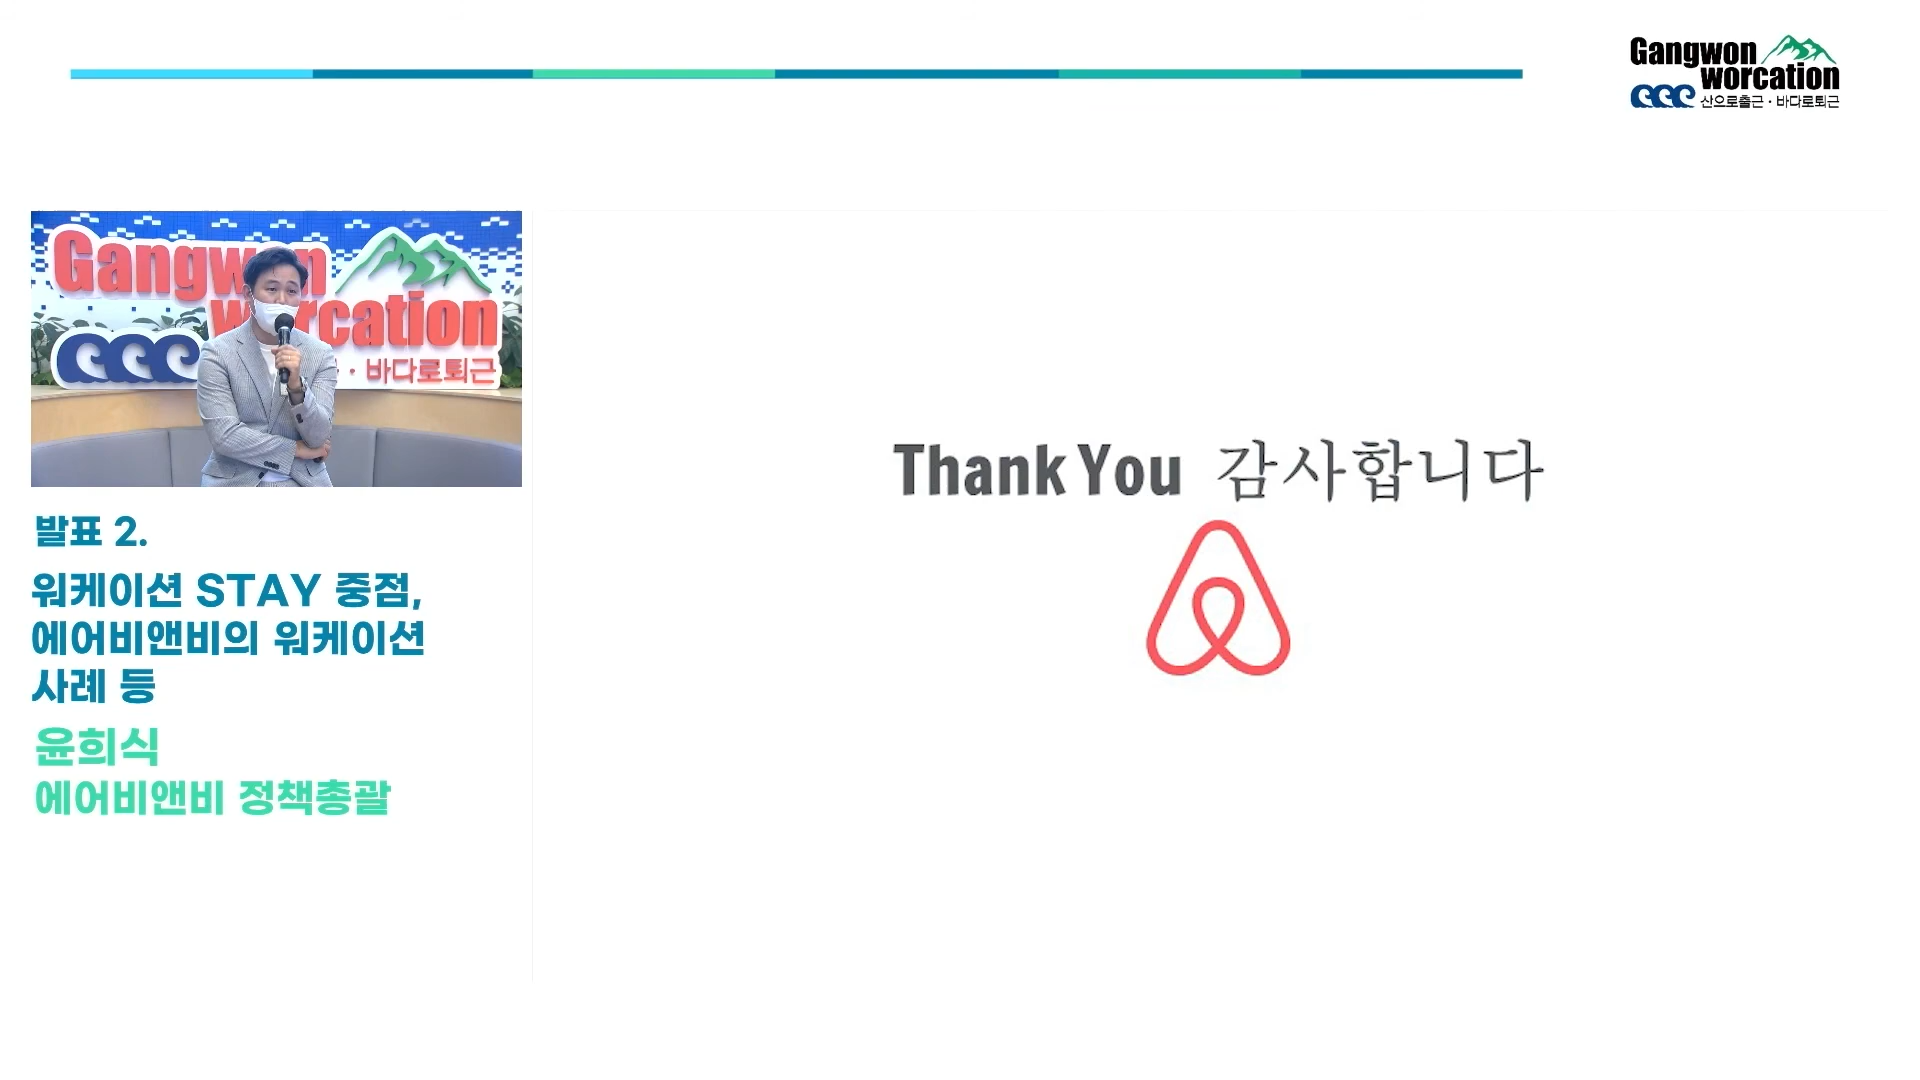 Gangwon
worcation
산으로출근 · 바다로퇴근
Gangwon
worcation
· 바다로퇴근
발표 2.
워케이션 STAY 중점,
에어비앤비의 워케이션
사례 등
윤희식
에어비앤비 정책총괄
Thank You 감사합니다